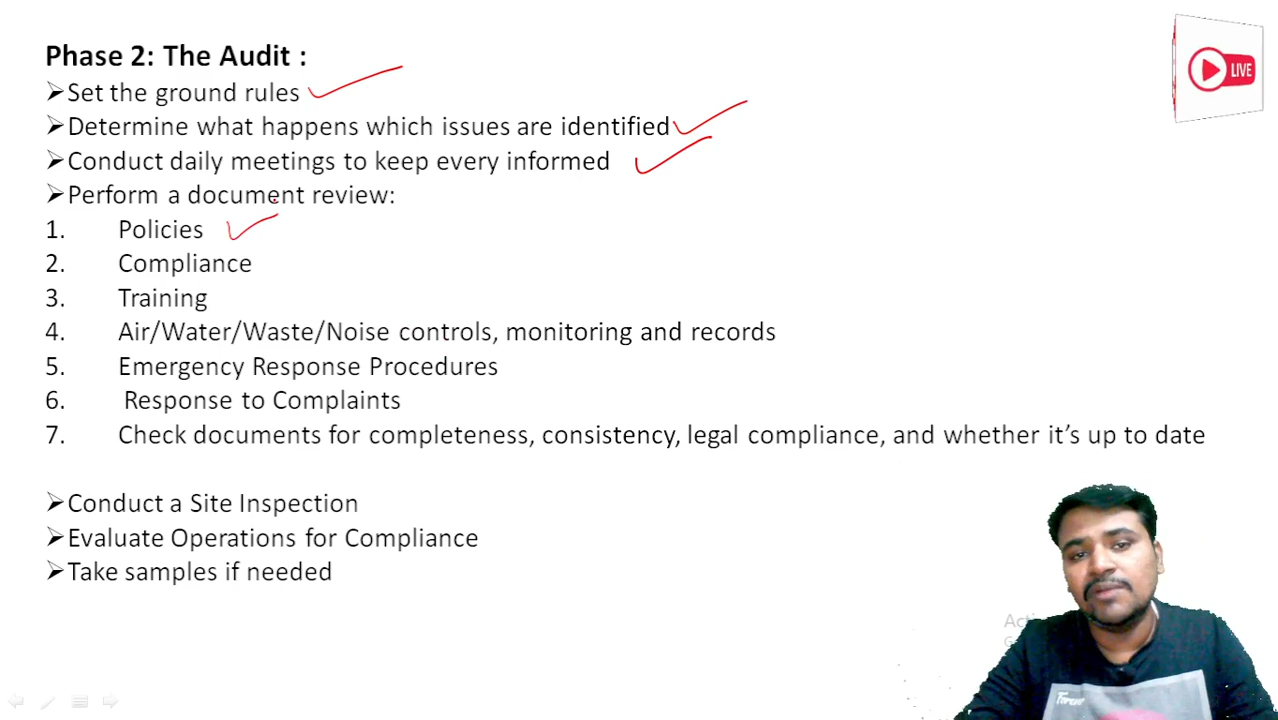 Phase 2: The Audit :
LIVE
➢Set the ground rules
➢Determine what happens which issues are identified
➢Conduct daily meetings to keep every informed
➢Perform a document review:
1. Policies
2. Compliance
3. Training
4. Air/Water/Waste/Noise controls, monitoring and records
5. Emergency Response Procedures
6. Response to Complaints
7. Check documents for completeness, consistency, legal compliance, and whether it’s up to date
➢Conduct a Site Inspection
➢Evaluate Operations for Compliance
➢Take samples if needed